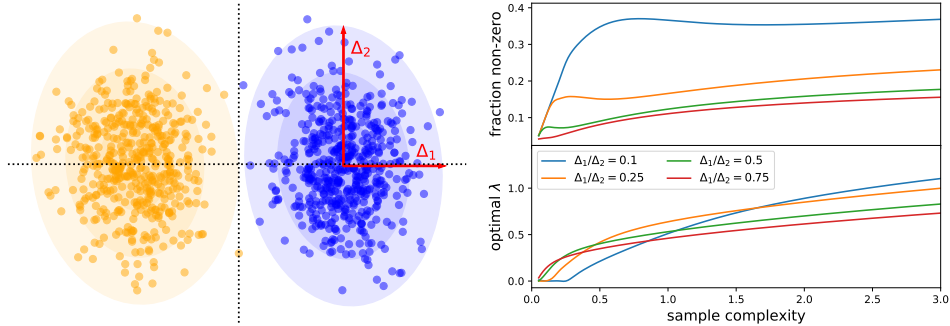 Δ₂
Δ₁
fraction non-zero
0.4
0.3
0.2
0.1
optimal λ
1.0
0.5
0.0
Δ₁/Δ₂ = 0.1
Δ₁/Δ₂ = 0.25
Δ₁/Δ₂ = 0.5
Δ₁/Δ₂ = 0.75
0.0 0.5 1.0 1.5 2.0 2.5 3.0
sample complexity